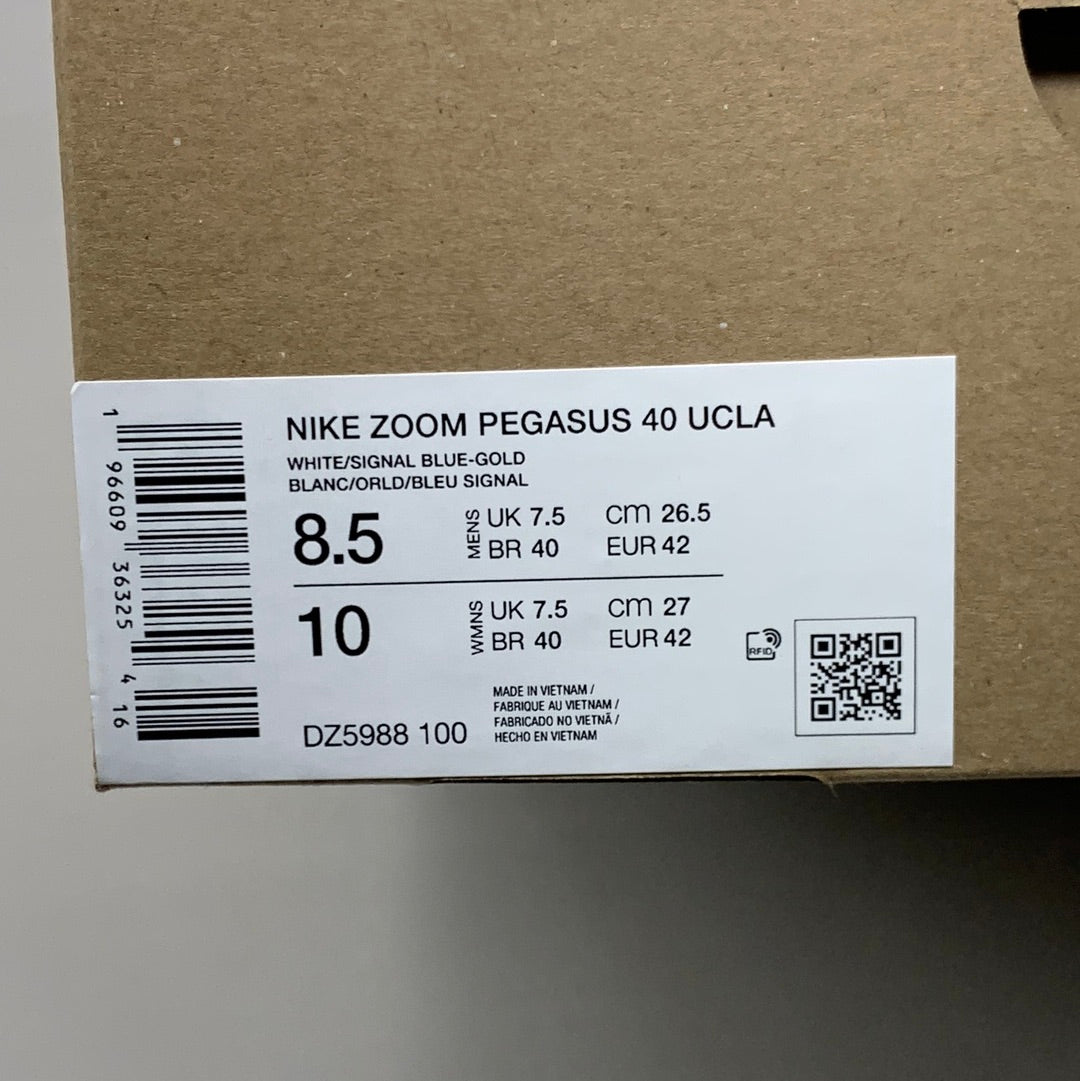 NIKE ZOOM PEGASUS 40 UCLA
WHITE/SIGNAL BLUE-GOLD
BLANC/ORLD/BLEU SIGNAL
8.5 MENS UK 7.5 cm 26.5
BR 40 EUR 42
10 WMNS UK 7.5 cm 27
BR 40 EUR 42
RFID
MADE IN VIETNAM /
FABRIQUE AU VIETNAM /
FABRICADO NO VIETNÃ /
HECHO EN VIETNAM
DZ5988 100
1 96609 36325 4 16